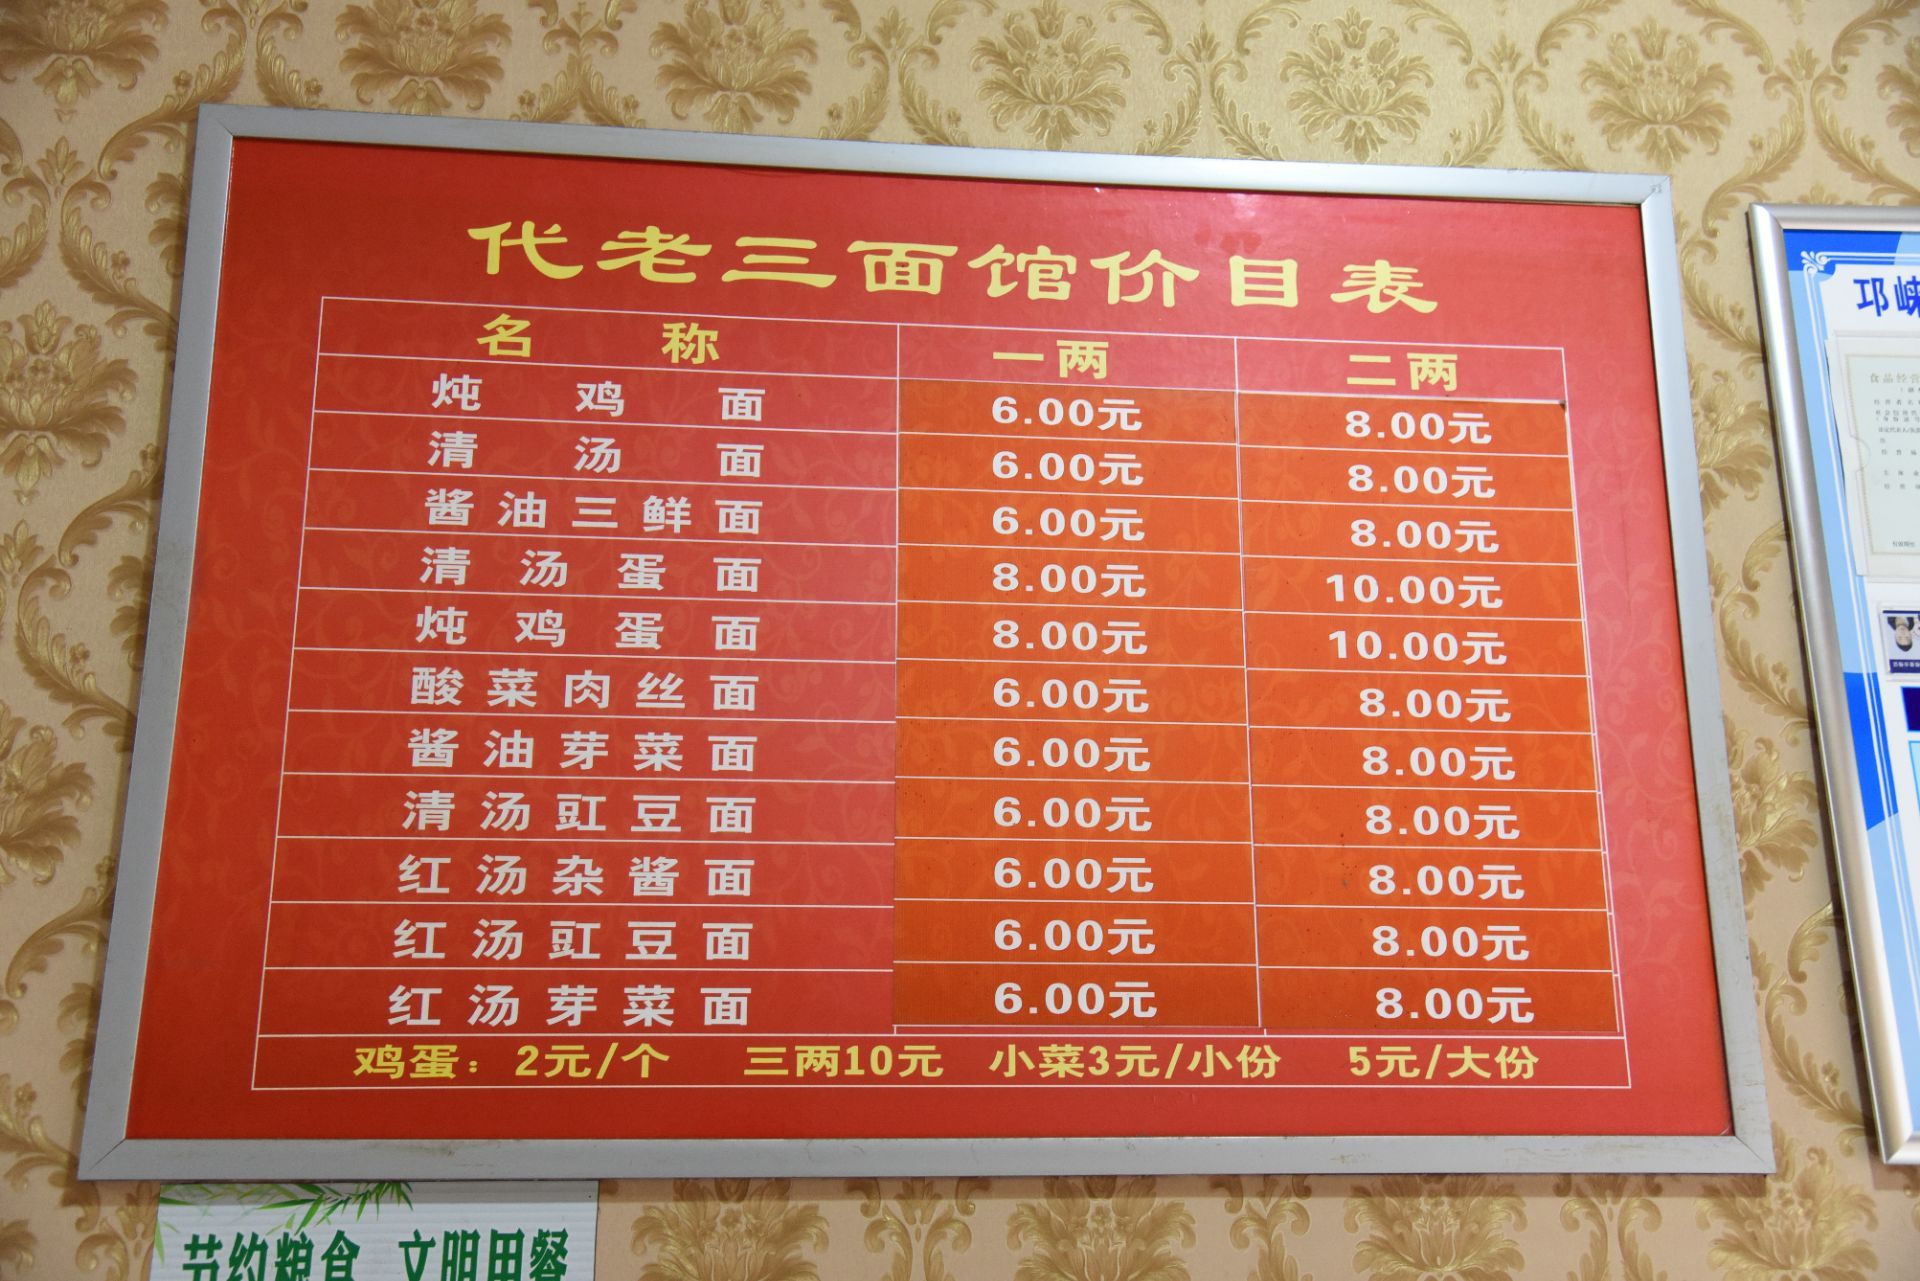 代老三面馆价目表
名称 一两 二两
炖鸡面 6.00元 8.00元
清汤面 6.00元 8.00元
酱油三鲜面 6.00元 8.00元
清汤蛋面 8.00元 10.00元
炖鸡蛋面 8.00元 10.00元
酸菜肉丝面 6.00元 8.00元
酱油芽菜面 6.00元 8.00元
清汤豇豆面 6.00元 8.00元
红汤杂酱面 6.00元 8.00元
红汤豇豆面 6.00元 8.00元
红汤芽菜面 6.00元 8.00元
鸡蛋：2元/个 三两10元 小菜3元/小份 5元/大份
节约粮食 文明用餐
邛崃
食品经营